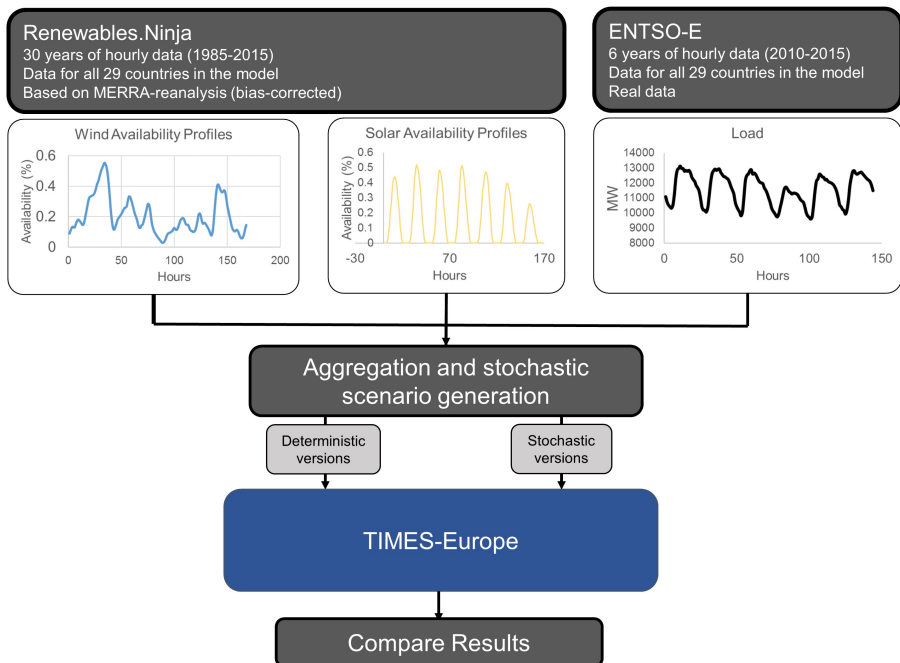 Renewables.Ninja
30 years of hourly data (1985-2015)
Data for all 29 countries in the model
Based on MERRA-reanalysis (bias-corrected)
ENTSO-E
6 years of hourly data (2010-2015)
Data for all 29 countries in the model
Real data
Wind Availability Profiles
Availability (%)
0.6
0.4
0.2
0
0
50
100
150
200
Hours
Solar Availability Profiles
Availability (%)
0.6
0.5
0.4
0.3
0.2
0.1
0
-30
70
170
Hours
Load
MW
13000
12000
11000
10000
9000
8000
0
50
100
150
Hours
Aggregation and stochastic
scenario generation
Deterministic
versions
Stochastic
versions
TIMES-Europe
Compare Results